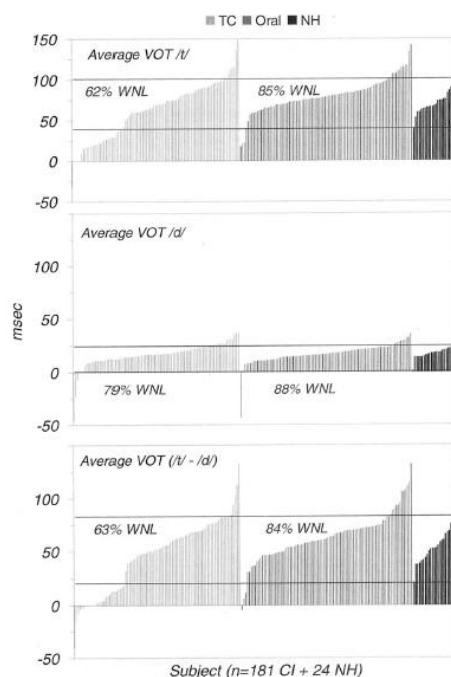 TC Oral NH
150
Average VOT /t/
100
62% WNL 85% WNL
50
0
-50
Average VOT /d/
100
50
0
79% WNL 88% WNL
-50
msec
Average VOT (/t/ - /d/)
100
63% WNL 84% WNL
50
0
-50
Subject (n=181 CI + 24 NH)